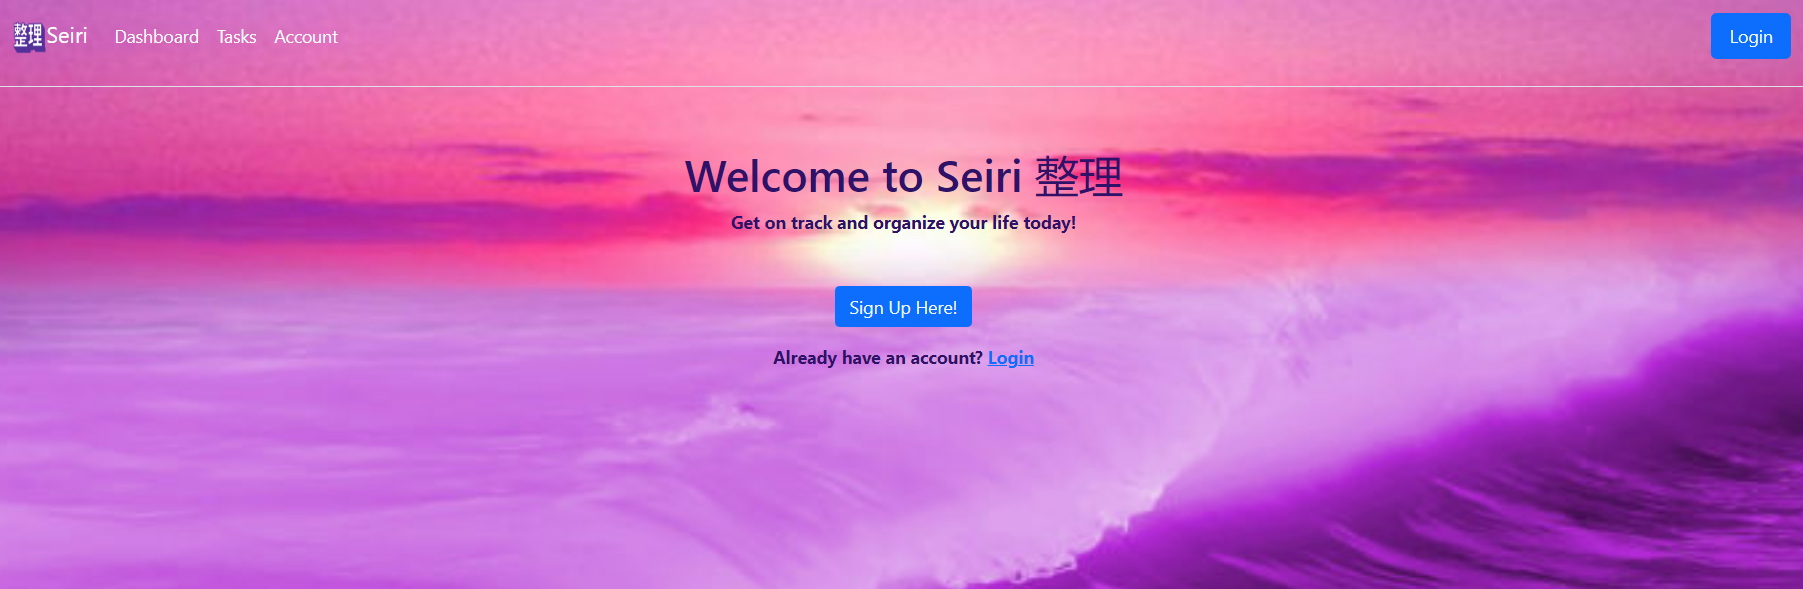 整理 Seiri Dashboard Tasks Account Login
Welcome to Seiri 整理
Get on track and organize your life today!
Sign Up Here!
Already have an account? Login